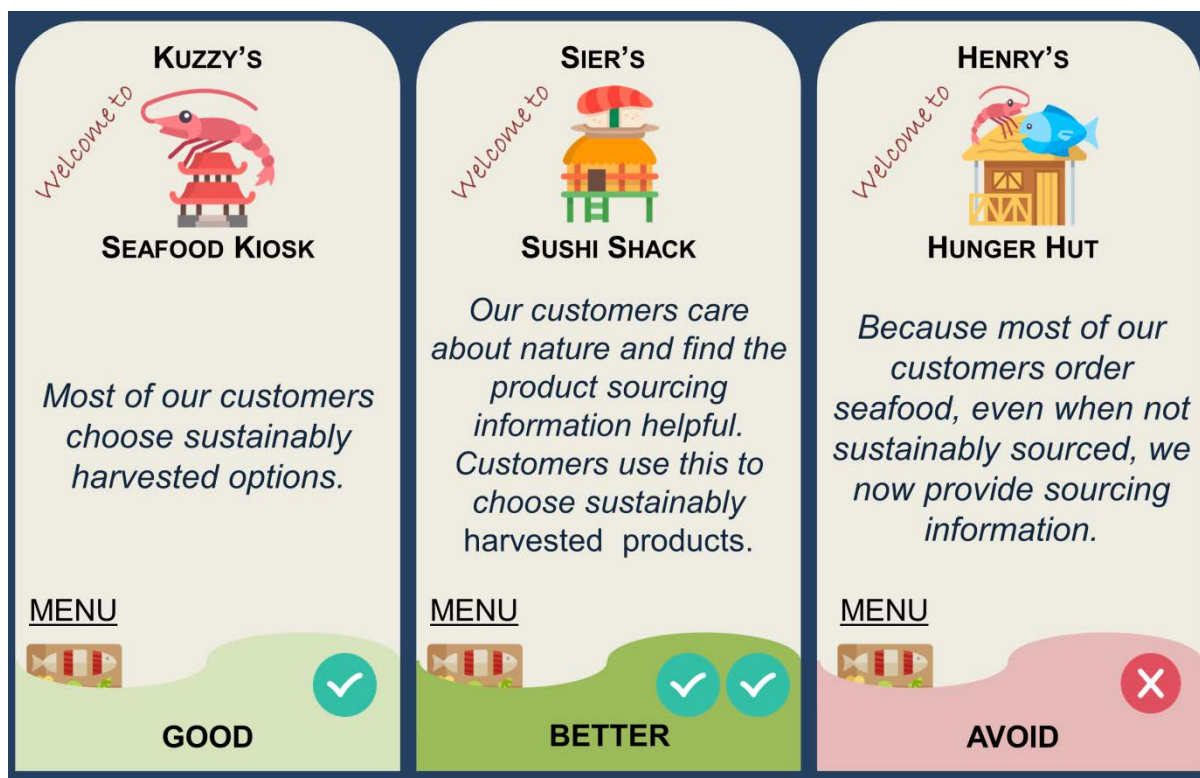 KUZZY'S
Welcome to
SEAFOOD KIOSK
Most of our customers
choose sustainably
harvested options.
MENU
GOOD
SIER'S
Welcome to
SUSHI SHACK
Our customers care
about nature and find the
product sourcing
information helpful.
Customers use this to
choose sustainably
harvested products.
MENU
BETTER
HENRY'S
Welcome to
HUNGER HUT
Because most of our
customers order
seafood, even when not
sustainably sourced, we
now provide sourcing
information.
MENU
AVOID